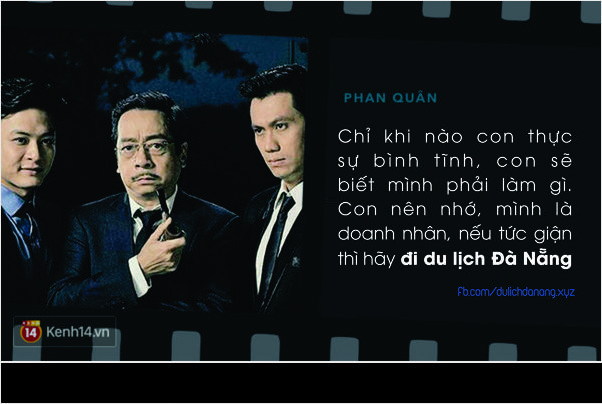 PHAN QUÂN
Chỉ khi nào con thực
sự bình tĩnh, con sẽ
biết mình phải làm gì.
Con nên nhớ, mình là
doanh nhân, nếu tức giận
thì hãy đi du lịch Đà Nẵng
Fb.com/dulichdanang.xyz
14
Kenh14.vn